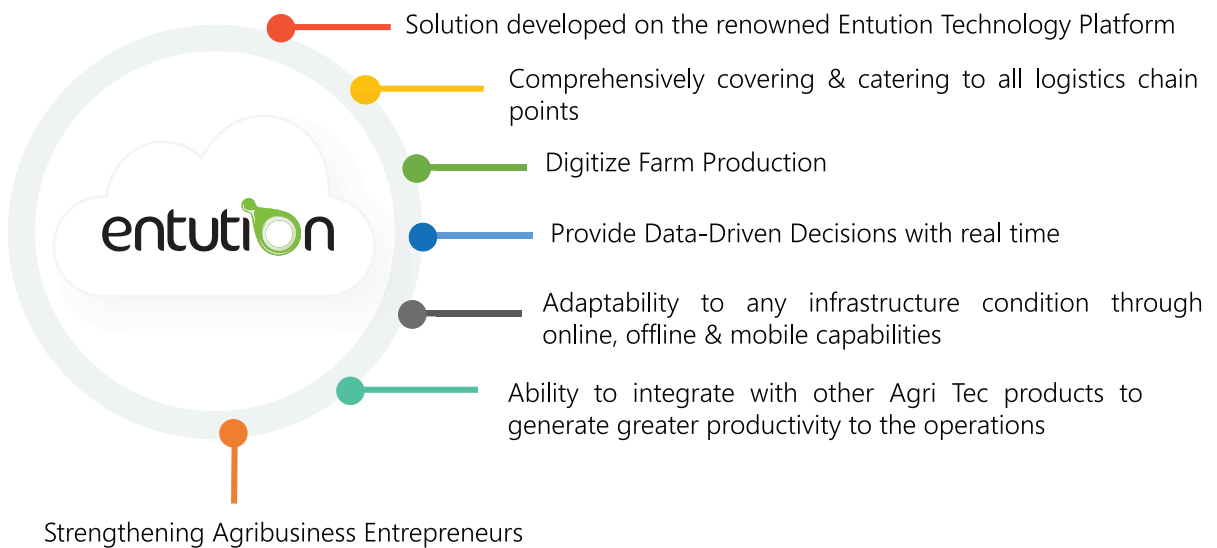 Solution developed on the renowned Entution Technology Platform
Comprehensively covering & catering to all logistics chain
points
Digitize Farm Production
entution
Provide Data-Driven Decisions with real time
Adaptability to any infrastructure condition through
online, offline & mobile capabilities
Ability to integrate with other Agri Tec products to
generate greater productivity to the operations
Strengthening Agribusiness Entrepreneurs